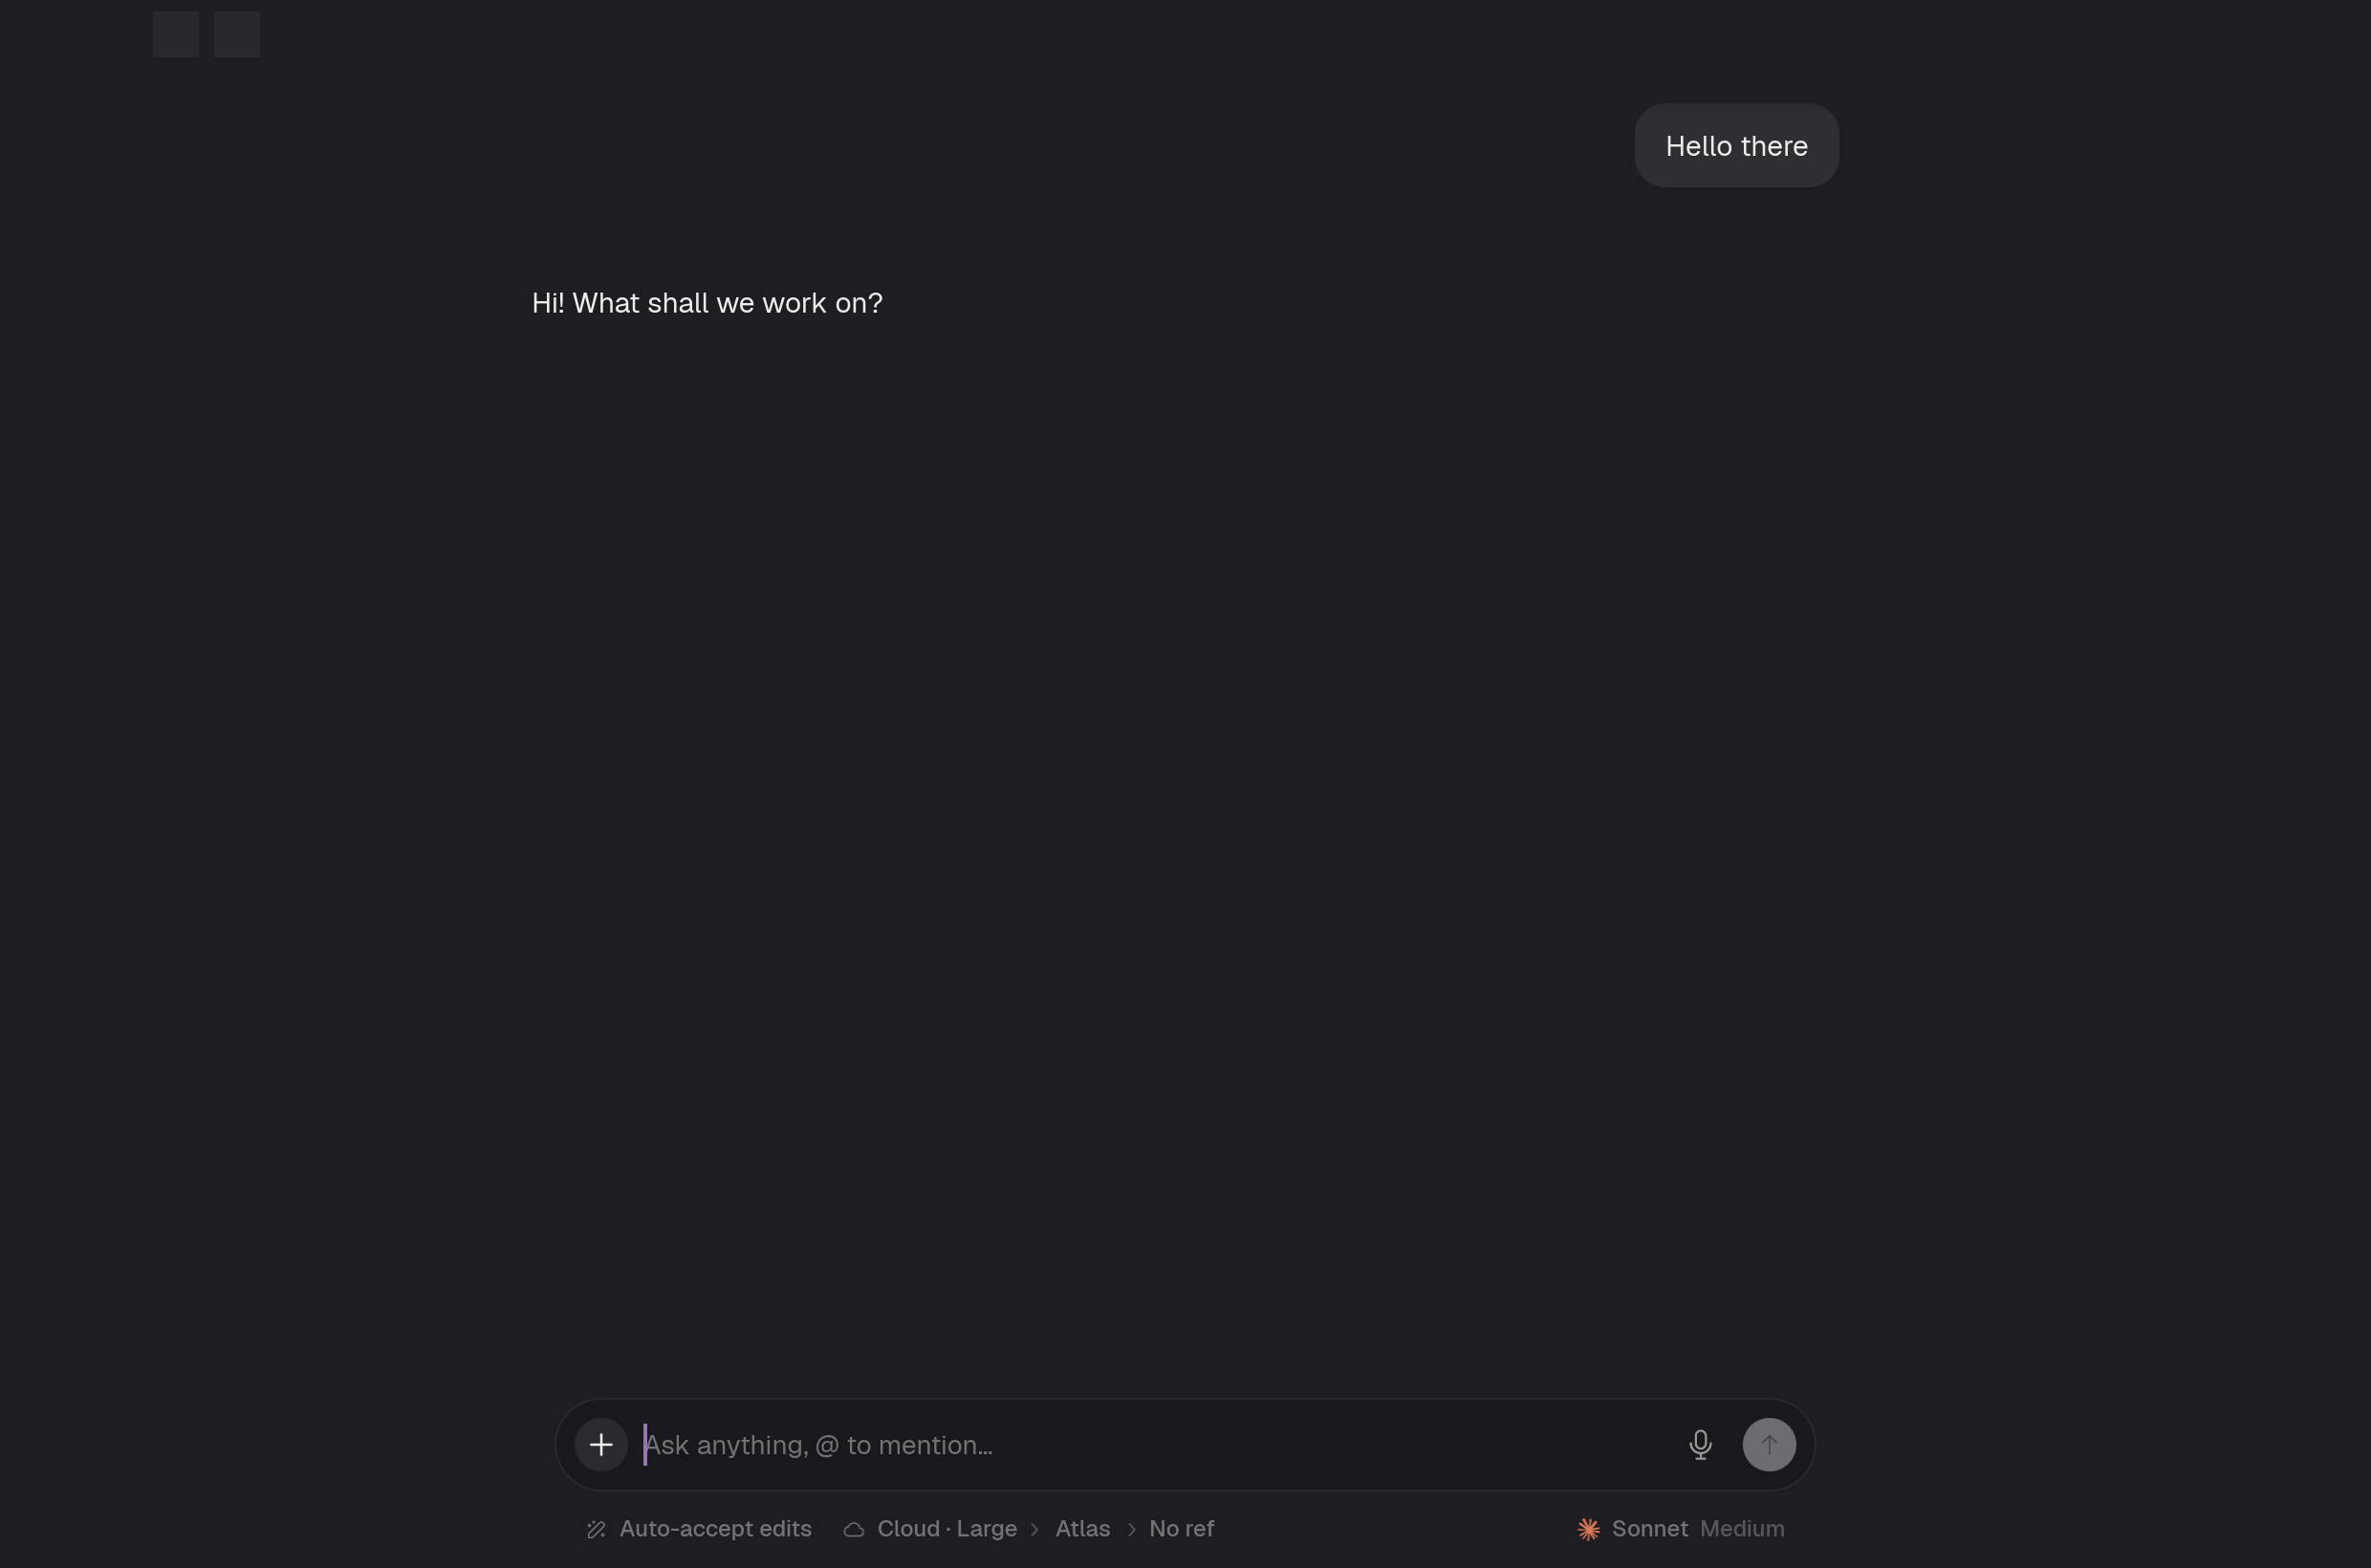 Hello there
Hi! What shall we work on?
Ask anything, @ to mention...
Auto-accept edits Cloud · Large > Atlas > No ref Sonnet Medium